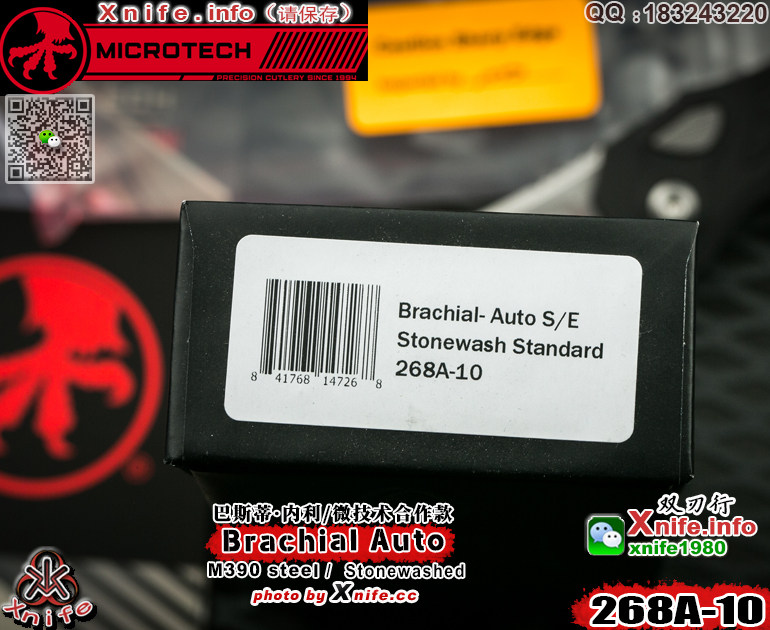 Xnife.info（请保存）
QQ :183243220
MICROTECH
PRECISION CUTLERY SINCE 1994
Brachial- Auto S/E
Stonewash Standard
268A-10
8 41768 14726 8
巴斯蒂·内利/微技术合作款
Brachial Auto
M390 steel / Stonewashed
photo by Xnife.cc
双刃行
Xnife.info
xnife1980
Xnife
268A-10